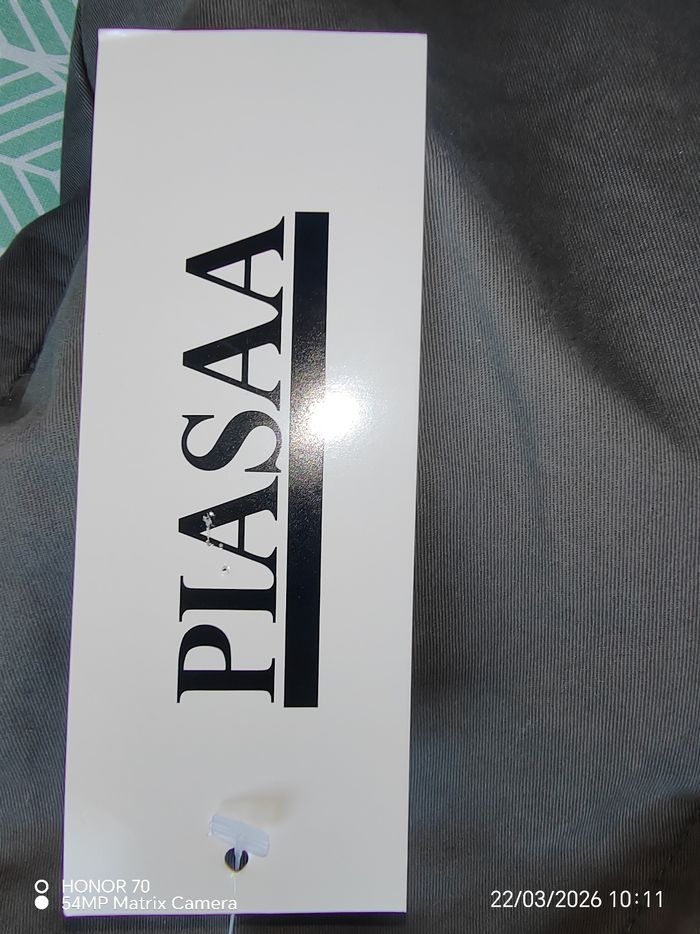 PIASAA
HONOR 70
54MP Matrix Camera
22/03/2026 10:11